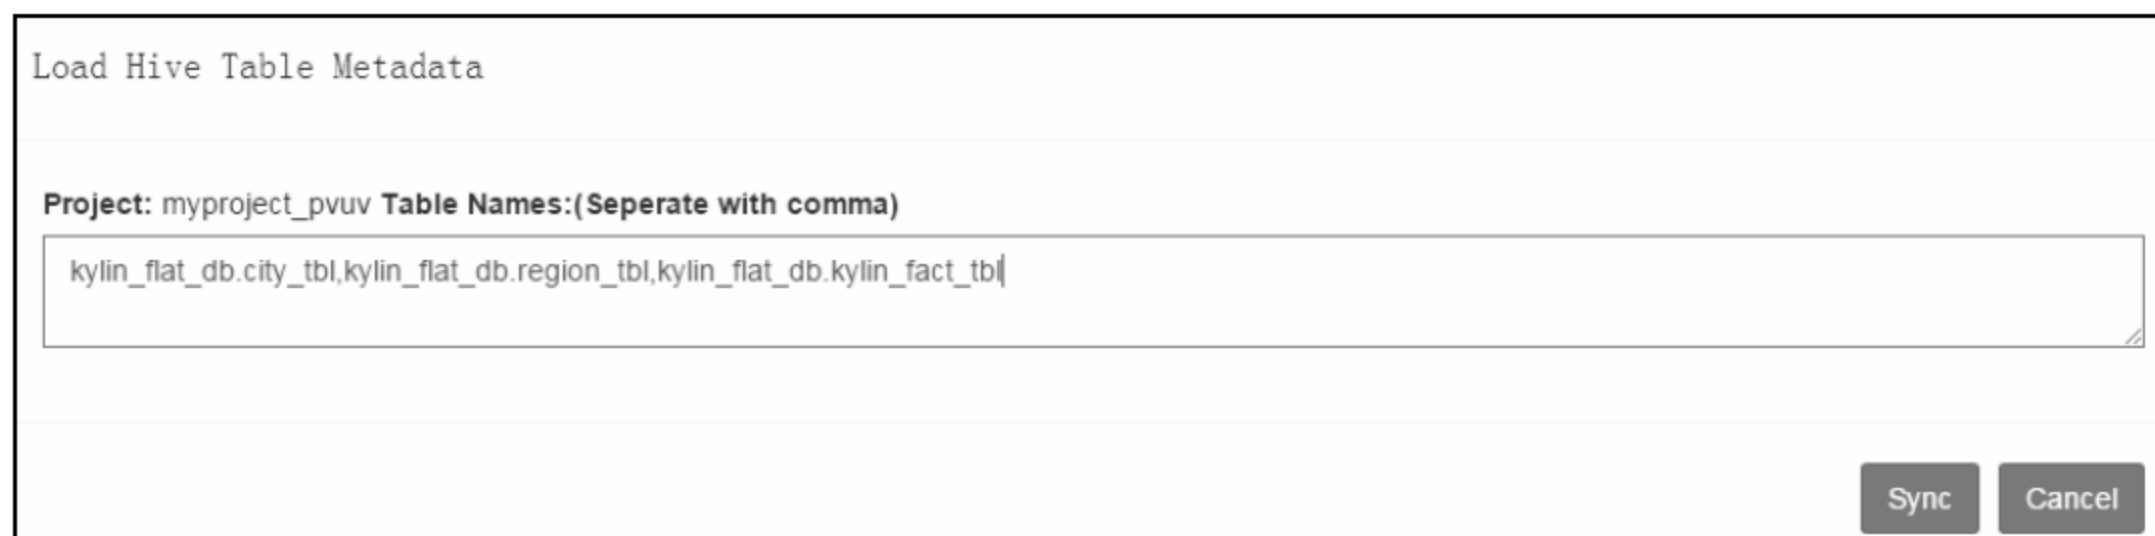 Load Hive Table Metadata
Project: myproject_pvuv Table Names:(Seperate with comma)
kylin_flat_db.city_tbl,kylin_flat_db.region_tbl,kylin_flat_db.kylin_fact_tbl
Sync Cancel